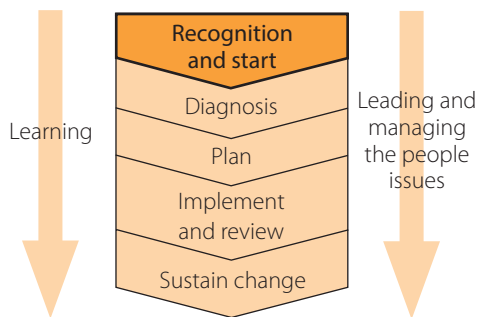 Recognition
and start
Diagnosis
Plan
Implement
and review
Sustain change
Learning
Leading and
managing
the people
issues